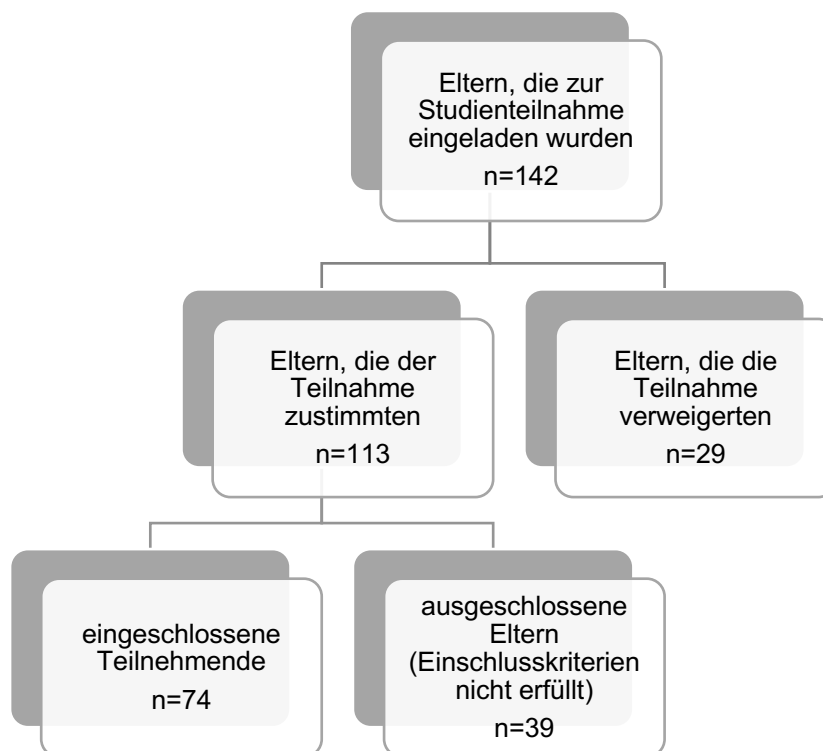 Eltern, die zur
Studienteilnahme
eingeladen wurden
n=142
Eltern, die der
Teilnahme
zustimmten
n=113
Eltern, die die
Teilnahme
verweigerten
n=29
eingeschlossene
Teilnehmende
n=74
ausgeschlossene
Eltern
(Einschlusskriterien
nicht erfüllt)
n=39